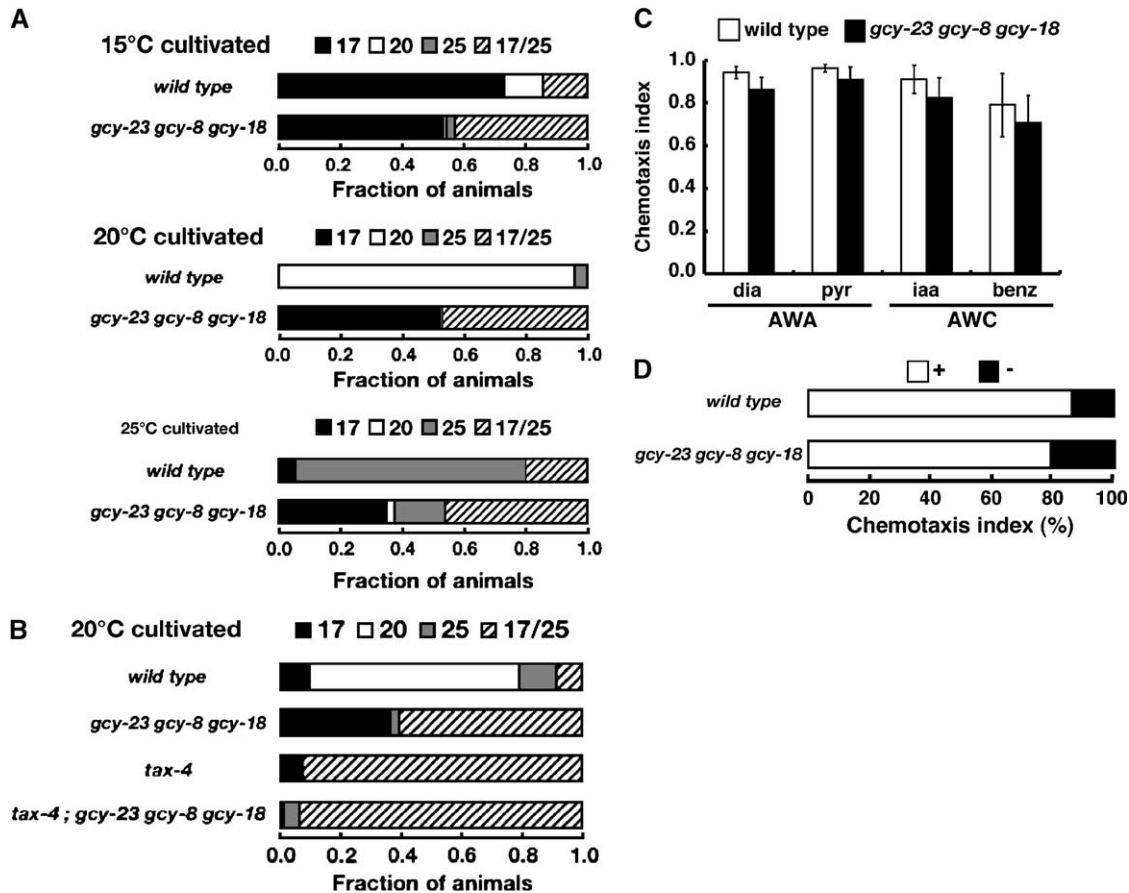 A
15°C cultivated 17 20 25 17/25
wild type
gcy-23 gcy-8 gcy-18
0.0 0.2 0.4 0.6 0.8 1.0
Fraction of animals
20°C cultivated 17 20 25 17/25
wild type
gcy-23 gcy-8 gcy-18
0.0 0.2 0.4 0.6 0.8 1.0
Fraction of animals
25°C cultivated 17 20 25 17/25
wild type
gcy-23 gcy-8 gcy-18
0.0 0.2 0.4 0.6 0.8 1.0
Fraction of animals
B 20°C cultivated 17 20 25 17/25
wild type
gcy-23 gcy-8 gcy-18
tax-4
tax-4 ; gcy-23 gcy-8 gcy-18
0.0 0.2 0.4 0.6 0.8 1.0
Fraction of animals
C
wild type gcy-23 gcy-8 gcy-18
Chemotaxis index
1.0
0.8
0.6
0.4
0.2
0.0
dia pyr iaa benz
AWA AWC
D
+ -
wild type
gcy-23 gcy-8 gcy-18
0 20 40 60 80 100
Chemotaxis index (%)